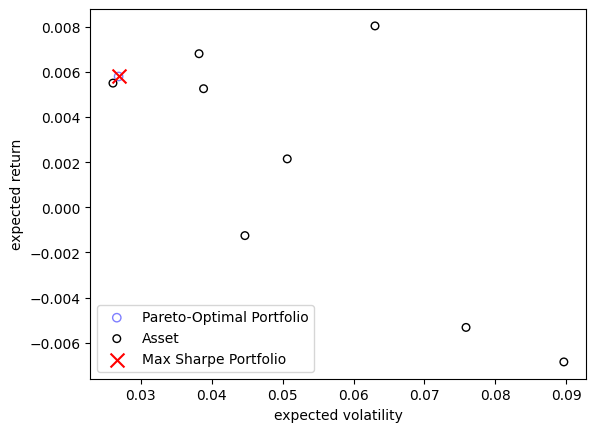 0.008
0.006
0.004
0.002
0.000
−0.002
−0.004
−0.006
expected return
Pareto-Optimal Portfolio
Asset
Max Sharpe Portfolio
0.03 0.04 0.05 0.06 0.07 0.08 0.09
expected volatility